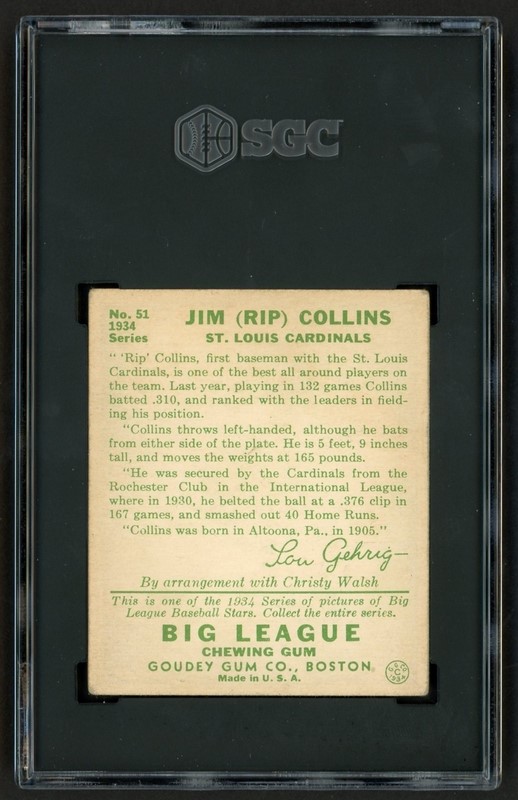 SGC
No. 51
1934
Series
JIM (RIP) COLLINS
ST. LOUIS CARDINALS
" 'Rip' Collins, first baseman with the St. Louis
Cardinals, is one of the best all around players on
the team. Last year, playing in 132 games Collins
batted .310, and ranked with the leaders in field-
ing his position.
"Collins throws left-handed, although he bats
from either side of the plate. He is 5 feet, 9 inches
tall, and moves the weights at 165 pounds.
"He was secured by the Cardinals from the
Rochester Club in the International League,
where in 1930, he belted the ball at a .376 clip in
167 games, and smashed out 40 Home Runs.
"Collins was born in Altoona, Pa., in 1905."
Lou Gehrig
By arrangement with Christy Walsh
This is one of the 1934 Series of pictures of Big
League Baseball Stars. Collect the entire series.
BIG LEAGUE
CHEWING GUM
GOUDEY GUM CO., BOSTON
Made in U. S. A.